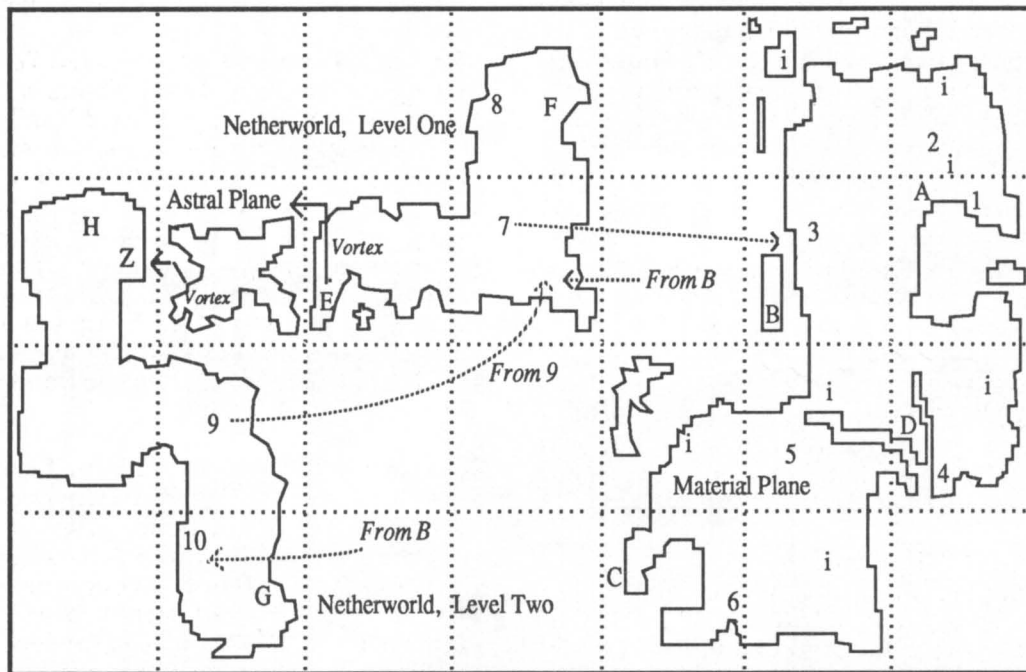 i
i
8
F
Netherworld, Level One
2
i
Astral Plane
A
1
H
7
3
Vortex
Z
From B
Vortex
E
B
From 9
i
i
9
D
i
5
4
Material Plane
From B
10
i
C
G
Netherworld, Level Two
6